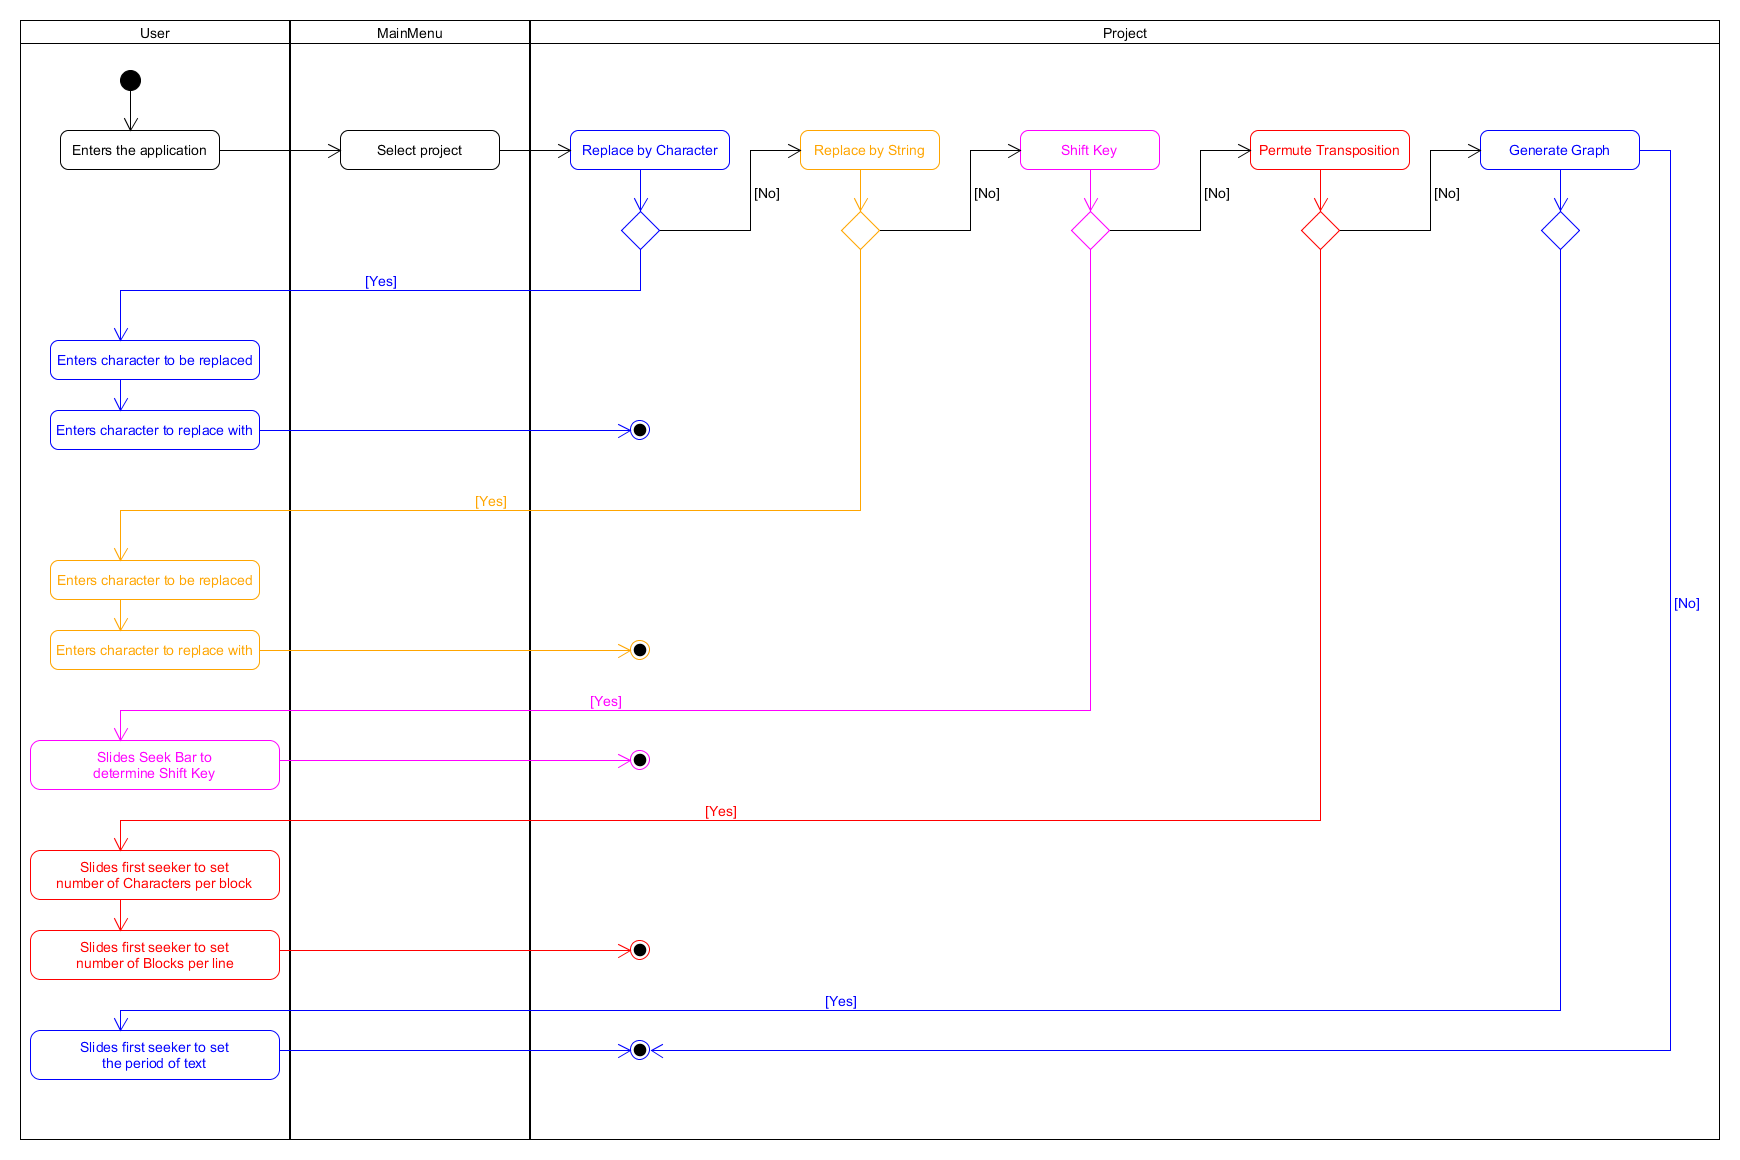 User
MainMenu
Project
Enters the application
Select project
Replace by Character
Replace by String
Shift Key
Permute Transposition
Generate Graph
[No]
[No]
[No]
[No]
[Yes]
Enters character to be replaced
Enters character to replace with
[Yes]
Enters character to be replaced
[No]
Enters character to replace with
[Yes]
Slides Seek Bar to
determine Shift Key
[Yes]
Slides first seeker to set
number of Characters per block
Slides first seeker to set
number of Blocks per line
[Yes]
Slides first seeker to set
the period of text